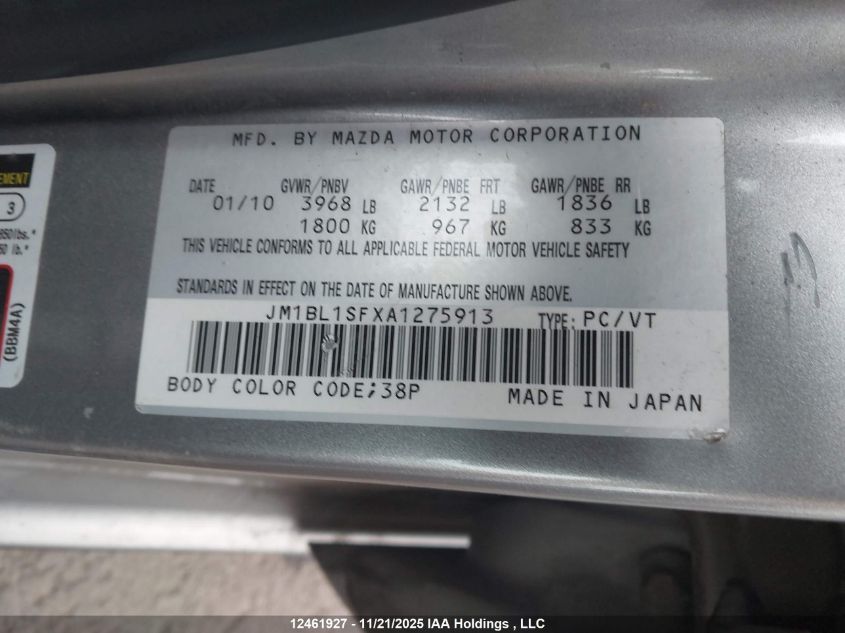 MFD. BY MAZDA MOTOR CORPORATION
DATE GVWR/PNBV GAWR/PNBE FRT GAWR/PNBE RR
01/10 3968 LB 2132 LB 1836 LB
1800 KG 967 KG 833 KG
THIS VEHICLE CONFORMS TO ALL APPLICABLE FEDERAL MOTOR VEHICLE SAFETY
STANDARDS IN EFFECT ON THE DATE OF MANUFACTURE SHOWN ABOVE.
JM1BL1SFXA1275913 TYPE:PC/VT
BODY COLOR CODE;38P MADE IN JAPAN
3
(BBM4A)
12461927 - 11/21/2025 IAA Holdings , LLC